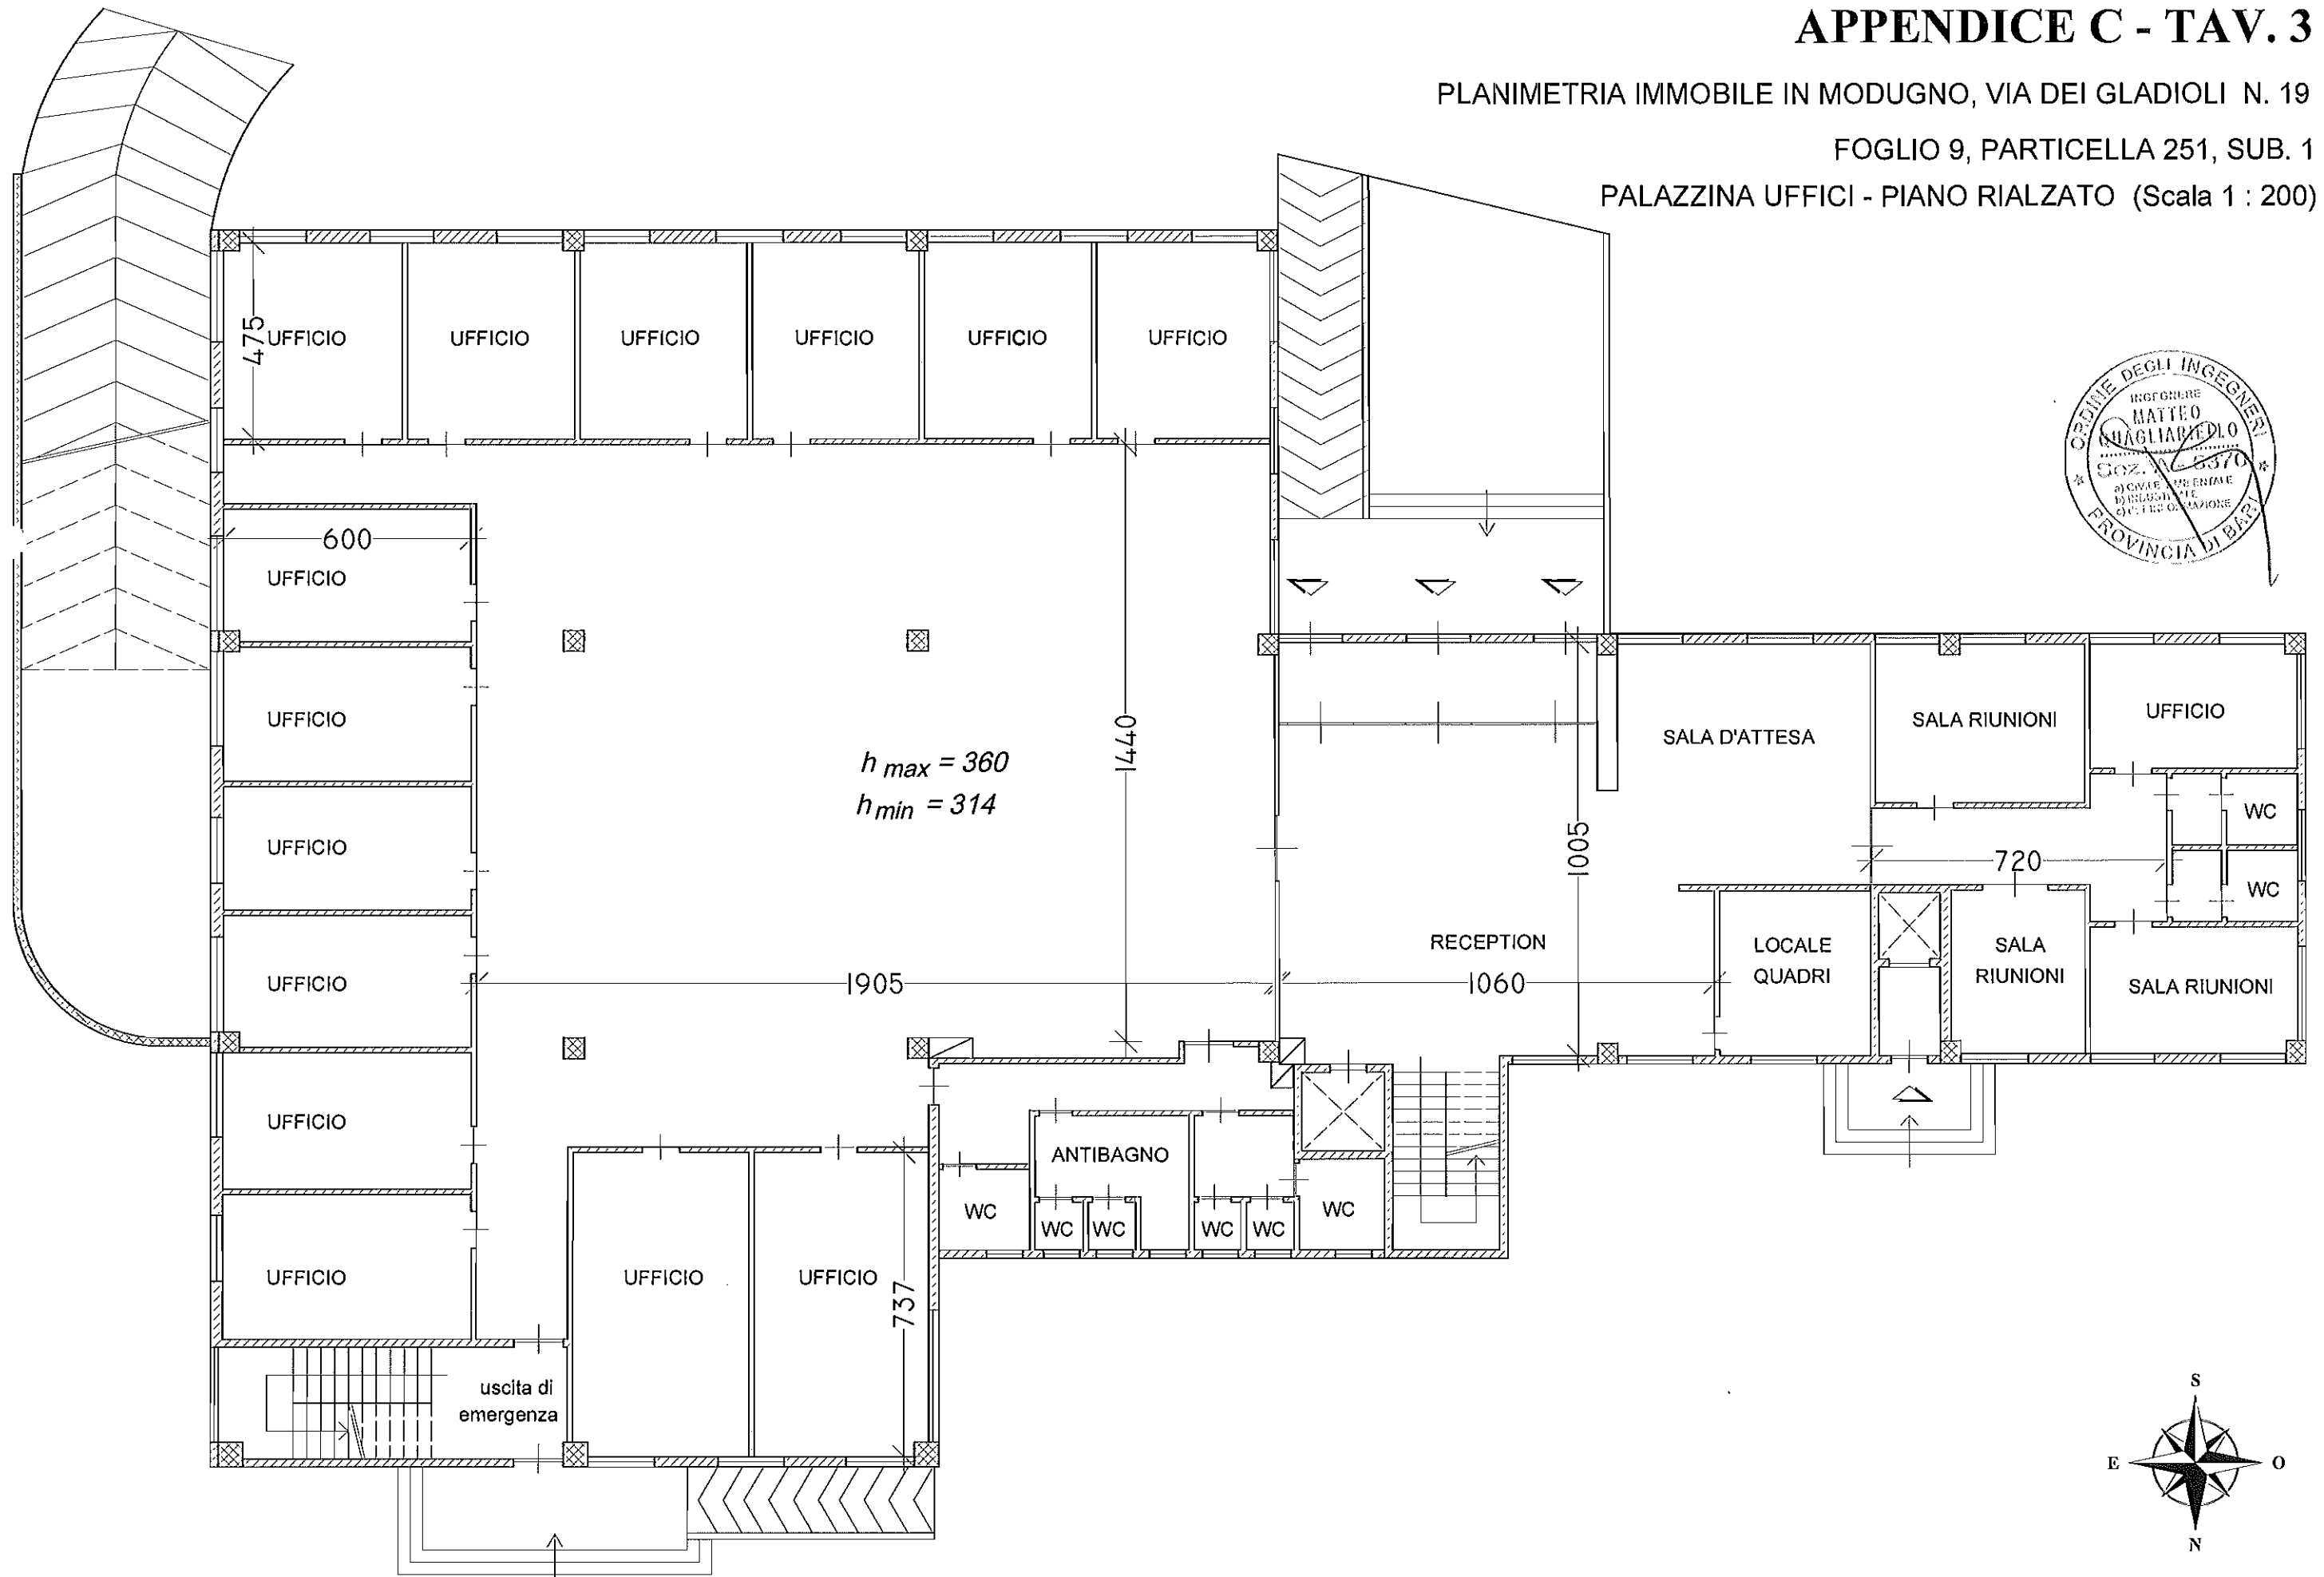 APPENDICE C - TAV. 3
PLANIMETRIA IMMOBILE IN MODUGNO, VIA DEI GLADIOLI N. 19
FOGLIO 9, PARTICELLA 251, SUB. 1
PALAZZINA UFFICI - PIANO RIALZATO (Scala 1 : 200)
475
UFFICIO
UFFICIO
UFFICIO
UFFICIO
UFFICIO
UFFICIO
ORDINE DEGLI INGEGNERI
PROVINCIA DI BARI
INGEGNERE
MATTEO
600
UFFICIO
UFFICIO
UFFICIO
UFFICIO
UFFICIO
UFFICIO
h max = 360
h min = 314
1440
1905
1005
1060
SALA D'ATTESA
SALA RIUNIONI
UFFICIO
WC
WC
720
RECEPTION
LOCALE
QUADRI
SALA
RIUNIONI
SALA RIUNIONI
ANTIBAGNO
WC
WC
WC
WC
WC
WC
UFFICIO
UFFICIO
737
uscita di
emergenza
S
E
O
N